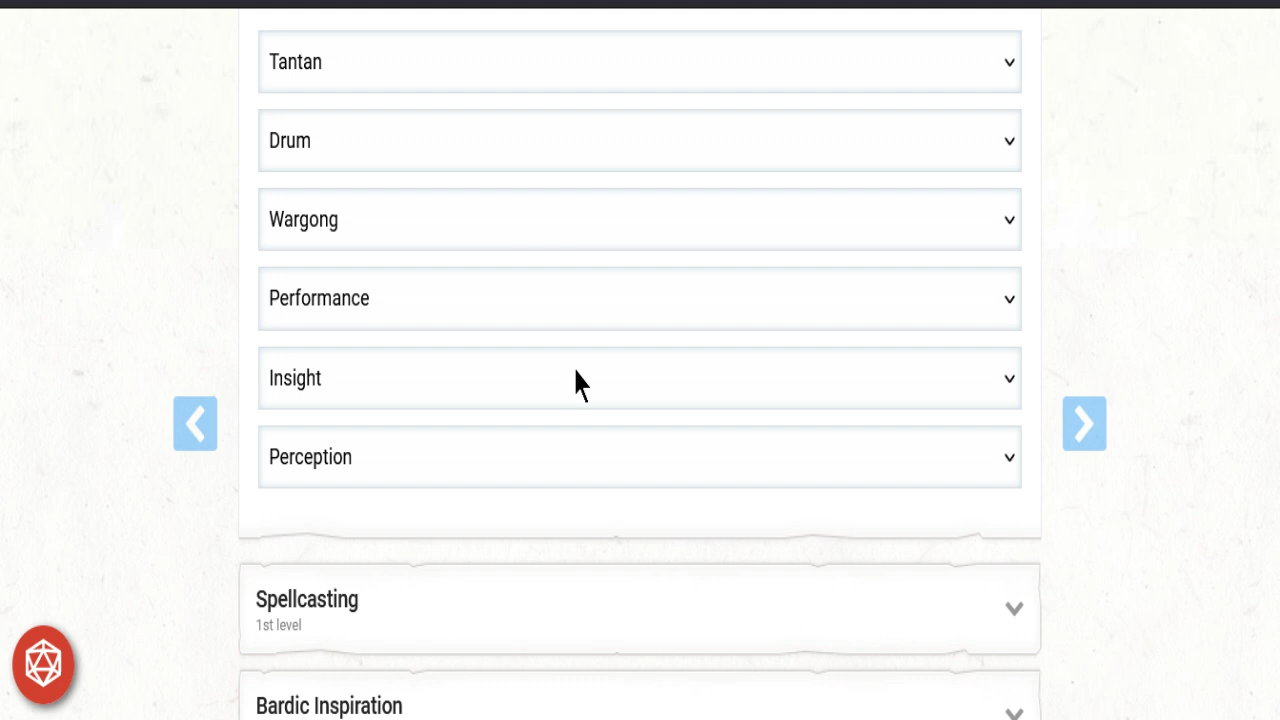 Tantan
Drum
Wargong
Performance
Insight
Perception
Spellcasting
1st level
Bardic Inspiration